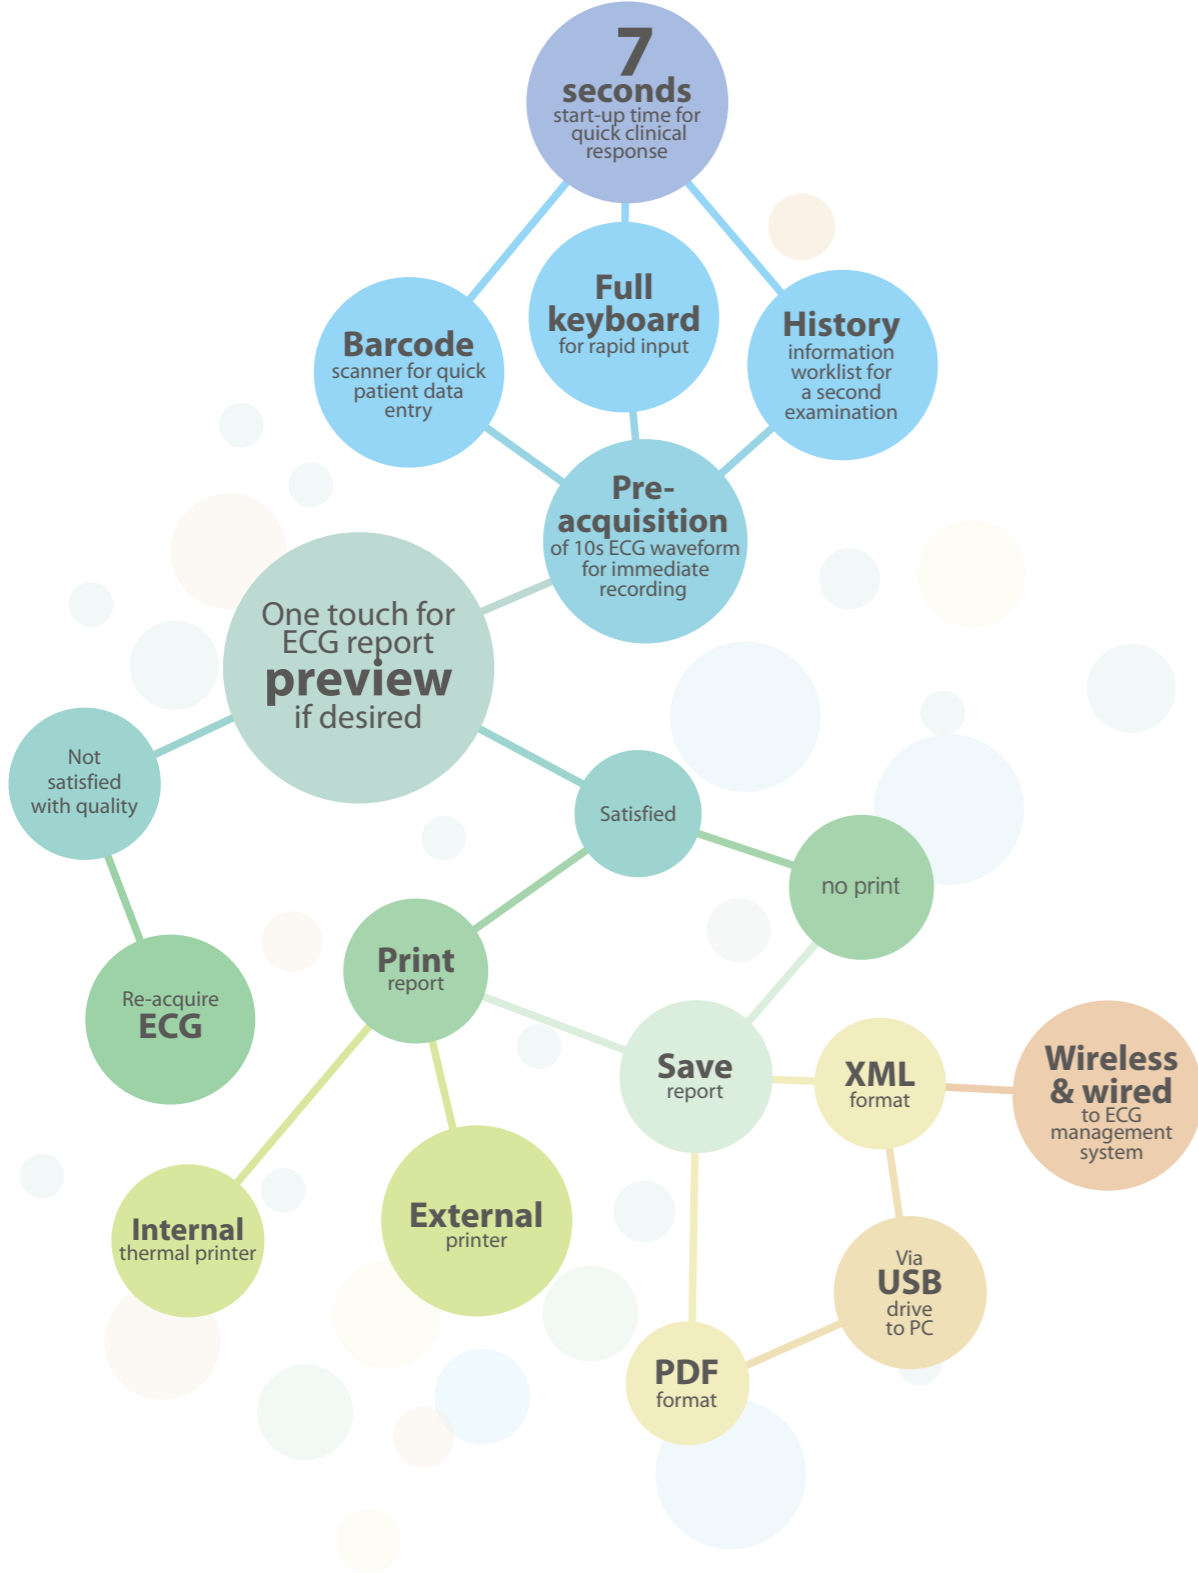 7
seconds
start-up time for
quick clinical
response
Barcode
scanner for quick
patient data
entry
Full
keyboard
for rapid input
History
information
worklist for
a second
examination
Pre-
acquisition
of 10s ECG waveform
for immediate
recording
One touch for
ECG report
preview
if desired
Not
satisfied
with quality
Satisfied
no print
Re-acquire
ECG
Print
report
Save
report
XML
format
Wireless
& wired
to ECG
management
system
Internal
thermal printer
External
printer
Via
USB
drive
to PC
PDF
format